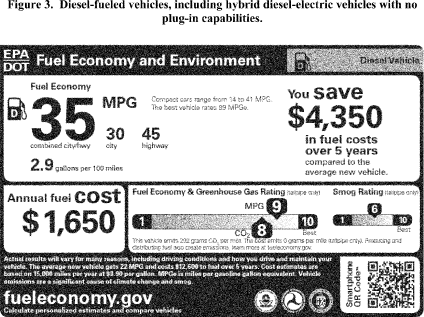 Figure 3. Diesel-fueled vehicles, including hybrid diesel-electric vehicles with no
plug-in capabilities.
EPA
DOT
Fuel Economy and Environment
Diesel Vehicle
Fuel Economy
D
35
MPG
combined city/hwy
30
city
45
highway
2.9 gallons per 100 miles
Compact cars range from 14 to 41 MPG.
The best vehicle rates 99 MPGe.
You save
$4,350
in fuel costs
over 5 years
compared to the
average new vehicle.
Annual fuel cost
$1,650
Fuel Economy & Greenhouse Gas Rating (tailpipe only)
MPG 9
1
10
Best
CO2 8
Smog Rating (tailpipe only)
6
1
10
Best
This vehicle emits 292 grams CO2 per mile. The best emits 0 grams per mile (tailpipe only). Producing and
distributing fuel also create emissions; learn more at fueleconomy.gov.
Actual results will vary for many reasons, including driving conditions and how you drive and maintain your
vehicle. The average new vehicle gets 22 MPG and costs $12,600 to fuel over 5 years. Cost estimates are
based on 15,000 miles per year at $3.90 per gallon. MPGe is miles per gasoline gallon equivalent. Vehicle
emissions are a significant cause of climate change and smog.
fueleconomy.gov
Calculate personalized estimates and compare vehicles
Smartphone
QR Code™